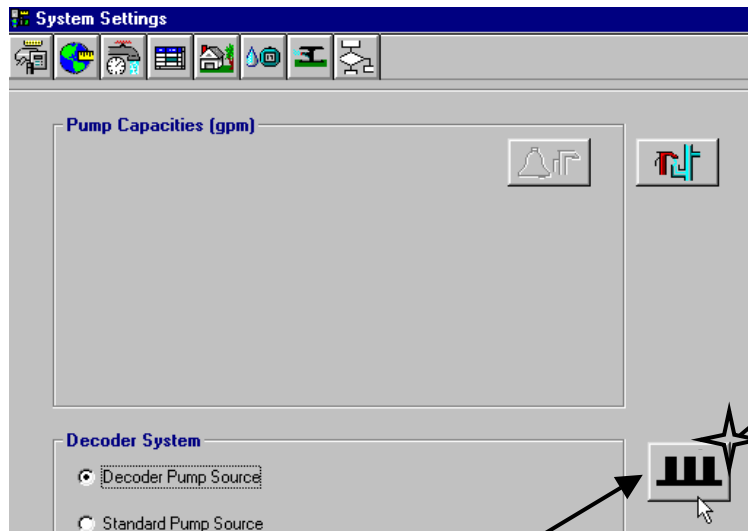 System Settings
Pump Capacities (gpm)
Decoder System
Decoder Pump Source
Standard Pump Source